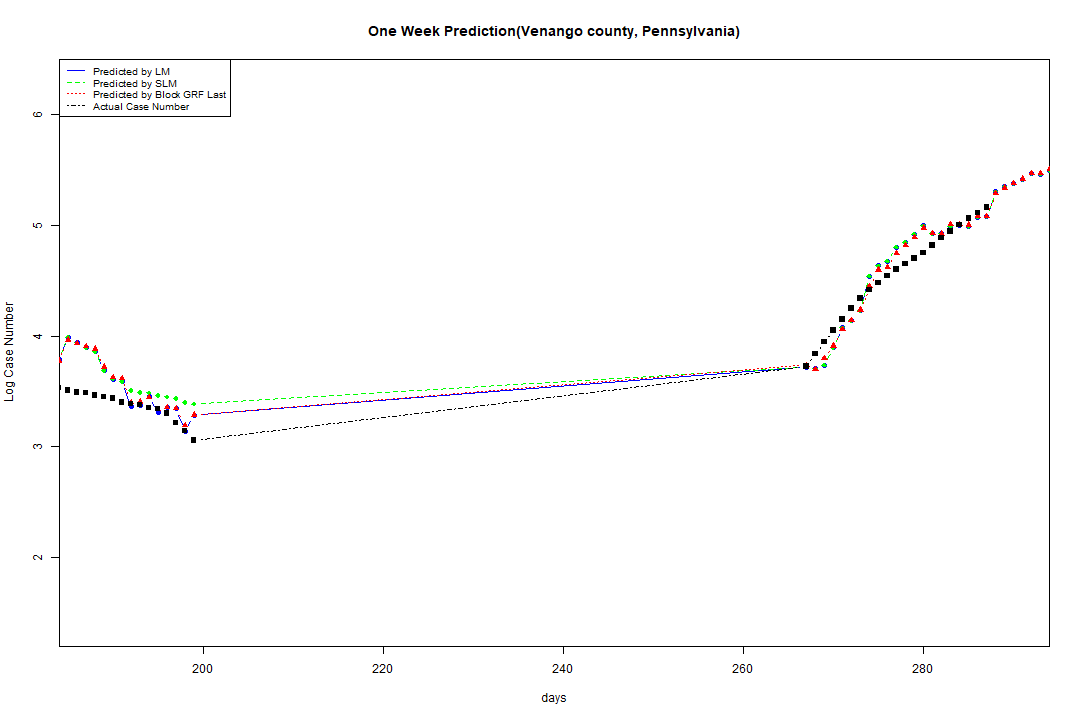 One Week Prediction(Venango county, Pennsylvania)
Predicted by LM
Predicted by SLM
Predicted by Block GRF Last
Actual Case Number
6
5
4
3
2
Log Case Number
200 220 240 260 280
days